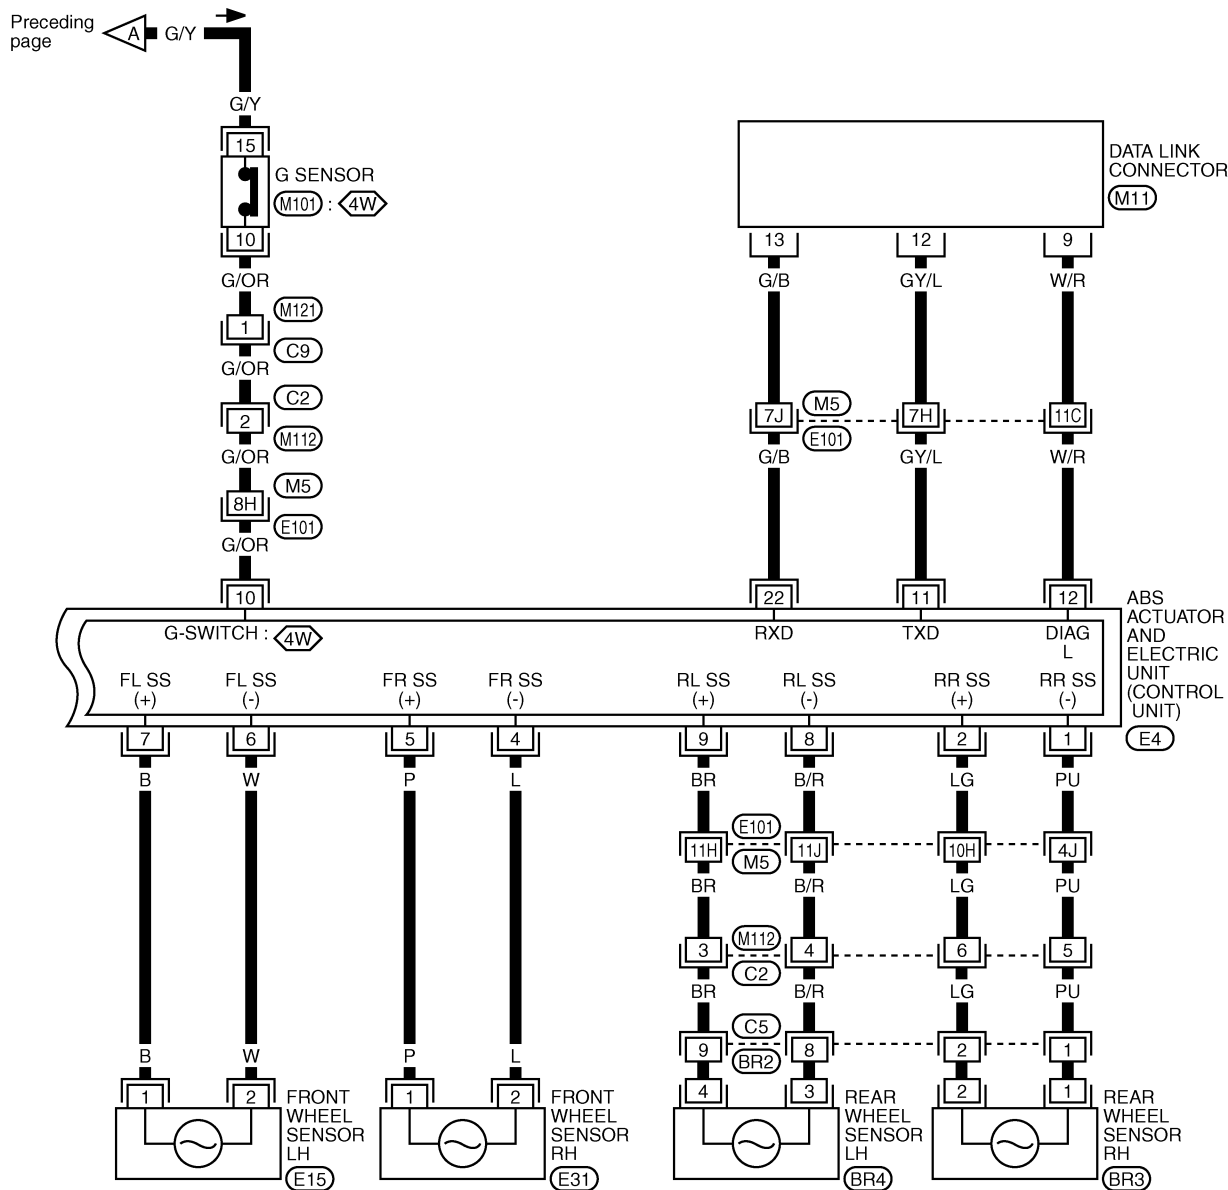 Preceding
page
A
G/Y
G/Y
15
G SENSOR
M101 : 4W
10
G/OR
M121
1
C9
G/OR
C2
2
M112
G/OR
M5
8H
E101
G/OR
10
DATA LINK
CONNECTOR
M11
13 12 9
G/B GY/L W/R
7J M5 7H 11C
E101
G/B GY/L W/R
22 11 12
G-SWITCH : 4W
RXD TXD DIAG
L
ABS
ACTUATOR
AND
ELECTRIC
UNIT
(CONTROL
UNIT)
E4
FL SS FL SS FR SS FR SS RL SS RL SS RR SS RR SS
(+) (-) (+) (-) (+) (-) (+) (-)
7 6 5 4 9 8 2 1
B W P L BR B/R LG PU
E101
11H 11J 10H 4J
M5
BR B/R LG PU
M112
3 4 6 5
C2
BR B/R LG PU
C5
9 8 2 1
BR2
B W P L
1 2 1 2 4 3 2 1
FRONT
WHEEL
SENSOR
LH
E15
FRONT
WHEEL
SENSOR
RH
E31
REAR
WHEEL
SENSOR
LH
BR4
REAR
WHEEL
SENSOR
RH
BR3